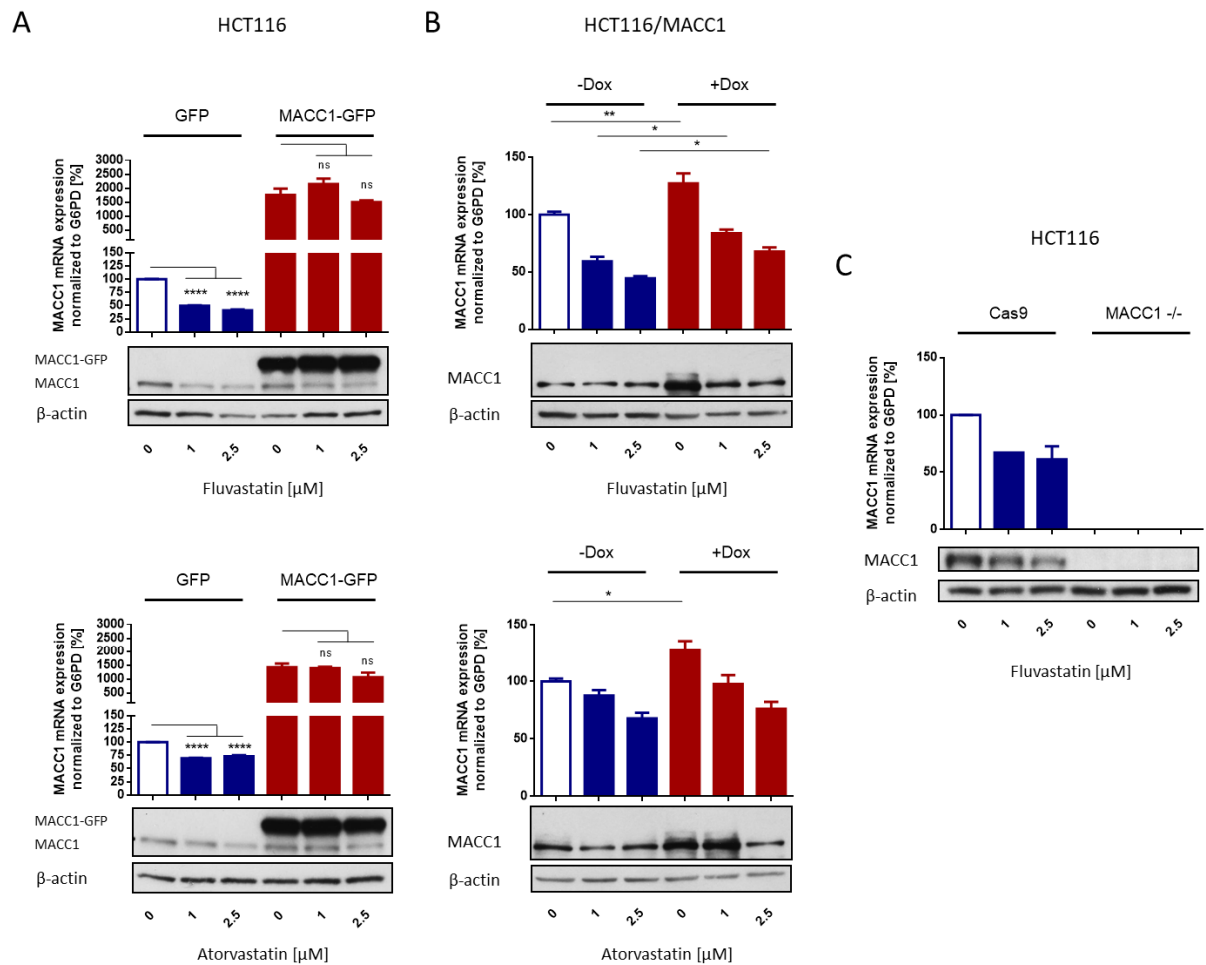 A
HCT116
GFP
MACC1-GFP
MACC1 mRNA expression
normalized to G6PD [%]
3000
2500
2000
1500
1000
500
150
125
100
75
50
25
0
**** ****
ns
ns
MACC1-GFP
MACC1
β-actin
0 1 2.5 0 1 2.5
Fluvastatin [µM]
GFP
MACC1-GFP
MACC1 mRNA expression
normalized to G6PD [%]
3000
2500
2000
1500
1000
500
150
125
100
75
50
25
0
**** ****
ns
ns
MACC1-GFP
MACC1
β-actin
0 1 2.5 0 1 2.5
Atorvastatin [µM]
B
HCT116/MACC1
-Dox
+Dox
**
*
*
MACC1 mRNA expression
normalized to G6PD [%]
150
100
50
0
MACC1
β-actin
0 1 2.5 0 1 2.5
Fluvastatin [µM]
-Dox
+Dox
*
MACC1 mRNA expression
normalized to G6PD [%]
150
100
50
0
MACC1
β-actin
0 1 2.5 0 1 2.5
Atorvastatin [µM]
C
HCT116
Cas9
MACC1 -/-
MACC1 mRNA expression
normalized to G6PD [%]
150
100
50
0
MACC1
β-actin
0 1 2.5 0 1 2.5
Fluvastatin [µM]